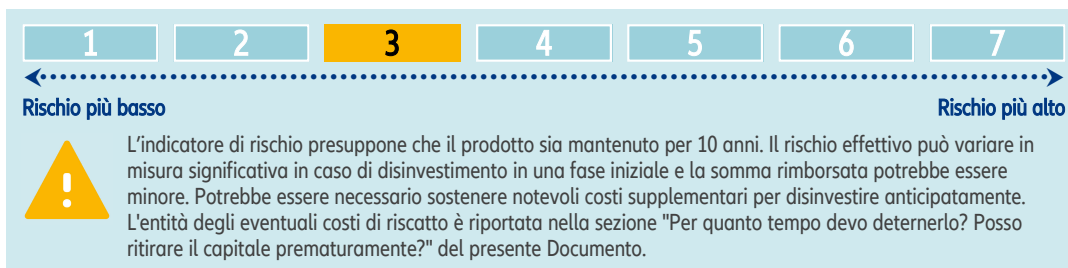 1 2 3 4 5 6 7
Rischio più basso Rischio più alto
L'indicatore di rischio presuppone che il prodotto sia mantenuto per 10 anni. Il rischio effettivo può variare in
misura significativa in caso di disinvestimento in una fase iniziale e la somma rimborsata potrebbe essere
minore. Potrebbe essere necessario sostenere notevoli costi supplementari per disinvestire anticipatamente.
L'entità degli eventuali costi di riscatto è riportata nella sezione "Per quanto tempo devo deternerlo? Posso
ritirare il capitale prematuramente?" del presente Documento.